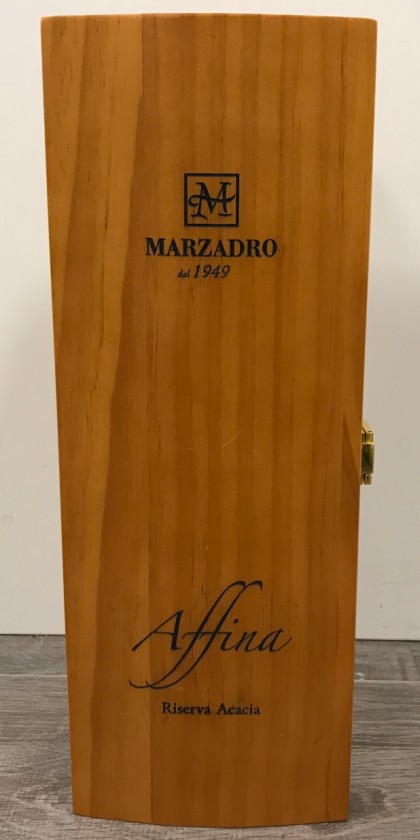 M
MARZADRO
dal 1949
Affina
Riserva Acacia